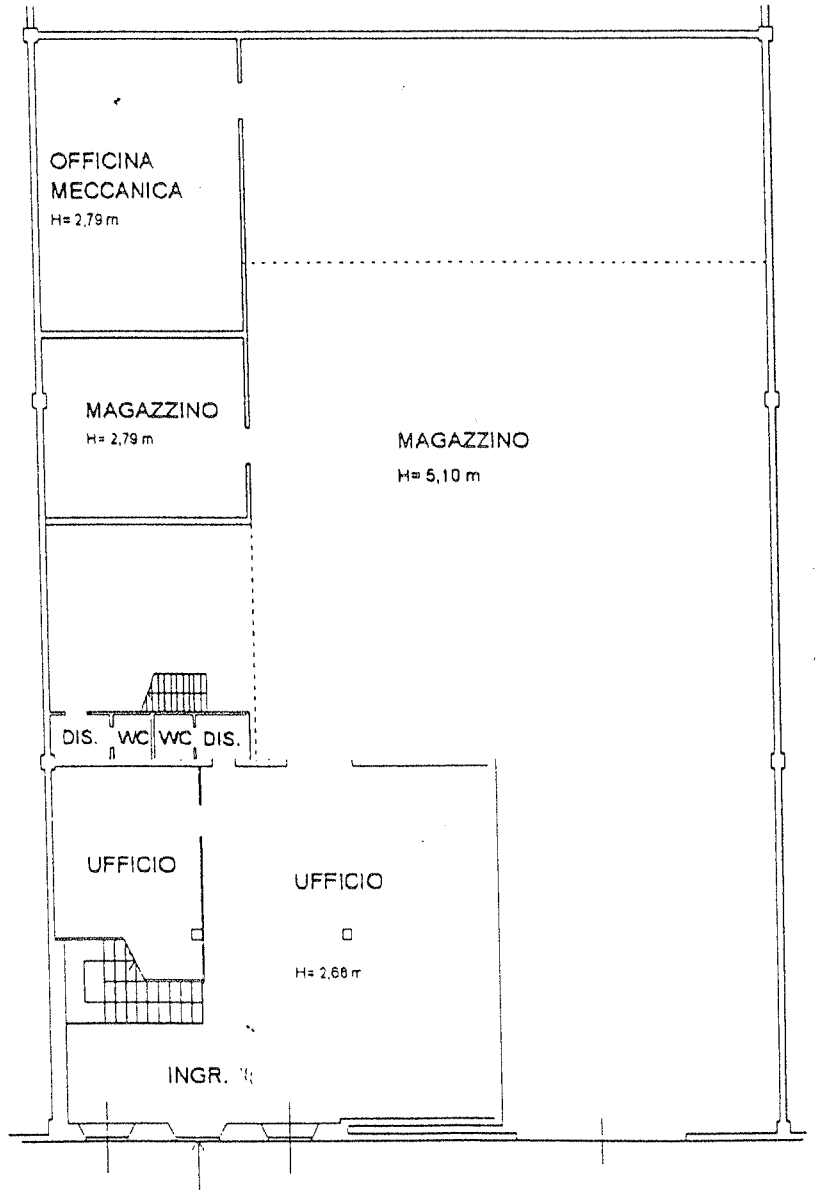 OFFICINA
MECCANICA
H= 2,79 m
MAGAZZINO
H= 2,79 m
MAGAZZINO
H= 5,10 m
DIS. WC WC DIS.
UFFICIO
UFFICIO
H= 2,68 m
INGR.